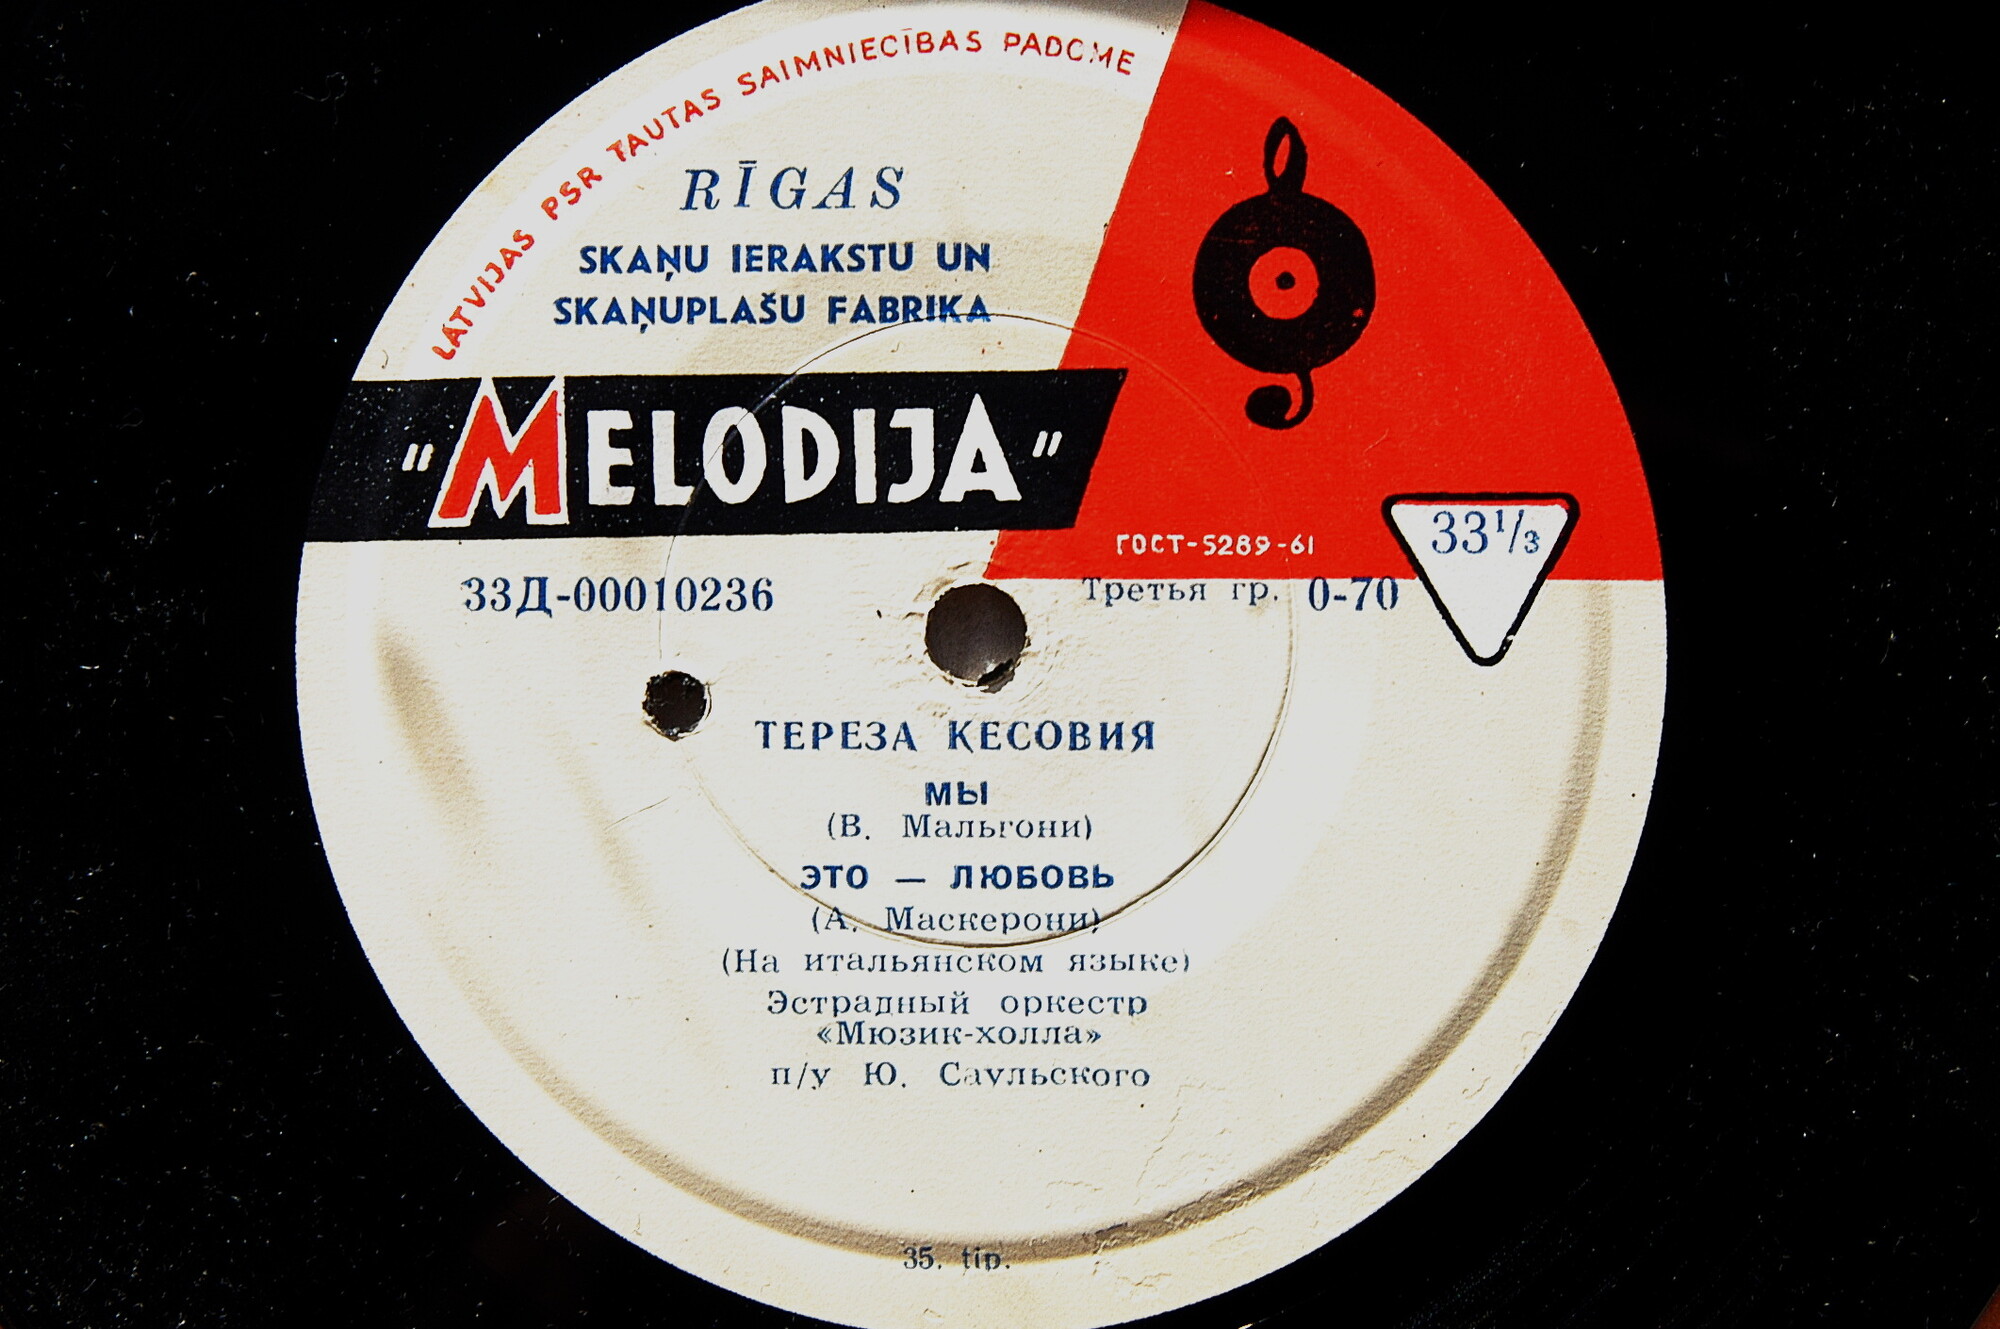 LATVIJAS PSR TAUTAS SAIMNIECĪBAS PADOME
RĪGAS
SKAŅU IERAKSTU UN
SKAŅUPLAŠU FABRIKA
"MELODIJA"
ГОСТ-5289-61
33 1/3
33Д-00010236
Третья гр. 0-70
ТЕРЕЗА КЕСОВИЯ
МЫ
(В. Мальгони)
ЭТО — ЛЮБОВЬ
(А. Маскерони)
(На итальянском языке)
Эстрадный оркестр
«Мюзик-холла»
п/у Ю. Саульского
35. tip.